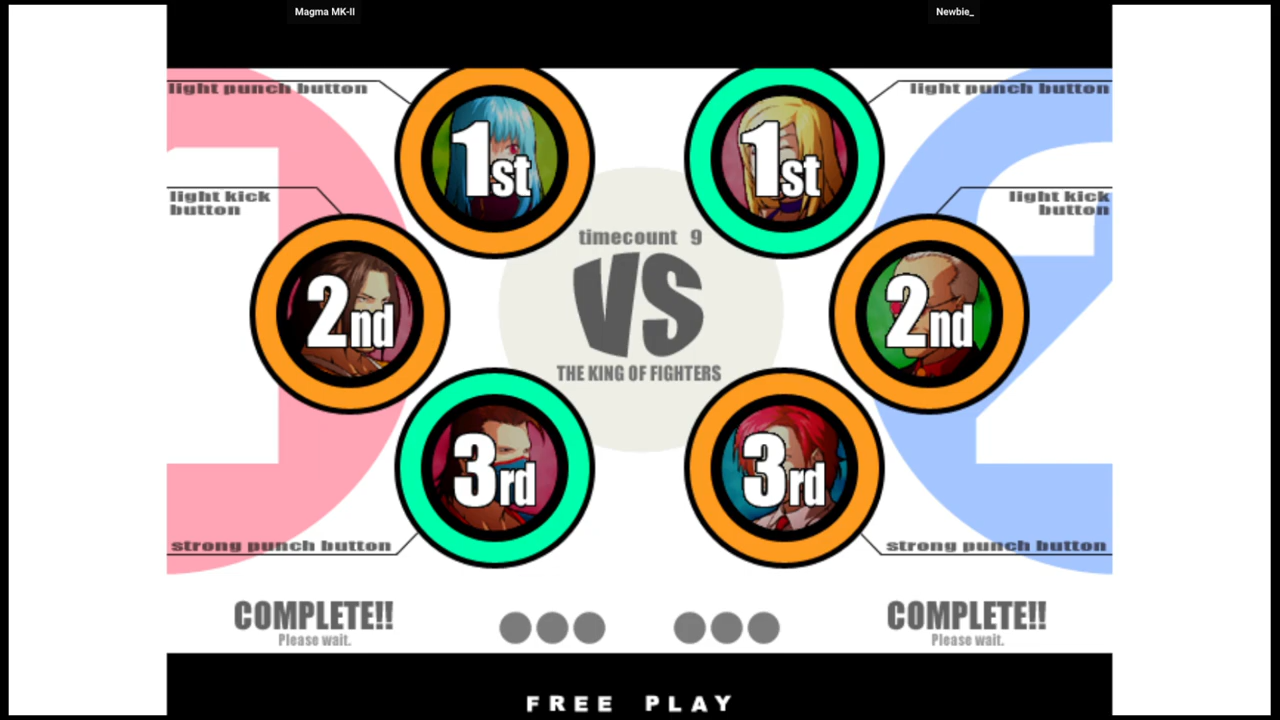 Magma MK-II
Newbie_
light punch button
light punch button
1st
1st
light kick
button
light kick
button
timecount 9
VS
THE KING OF FIGHTERS
2nd
2nd
3rd
3rd
strong punch button
strong punch button
COMPLETE!!
Please wait.
COMPLETE!!
Please wait.
FREE PLAY